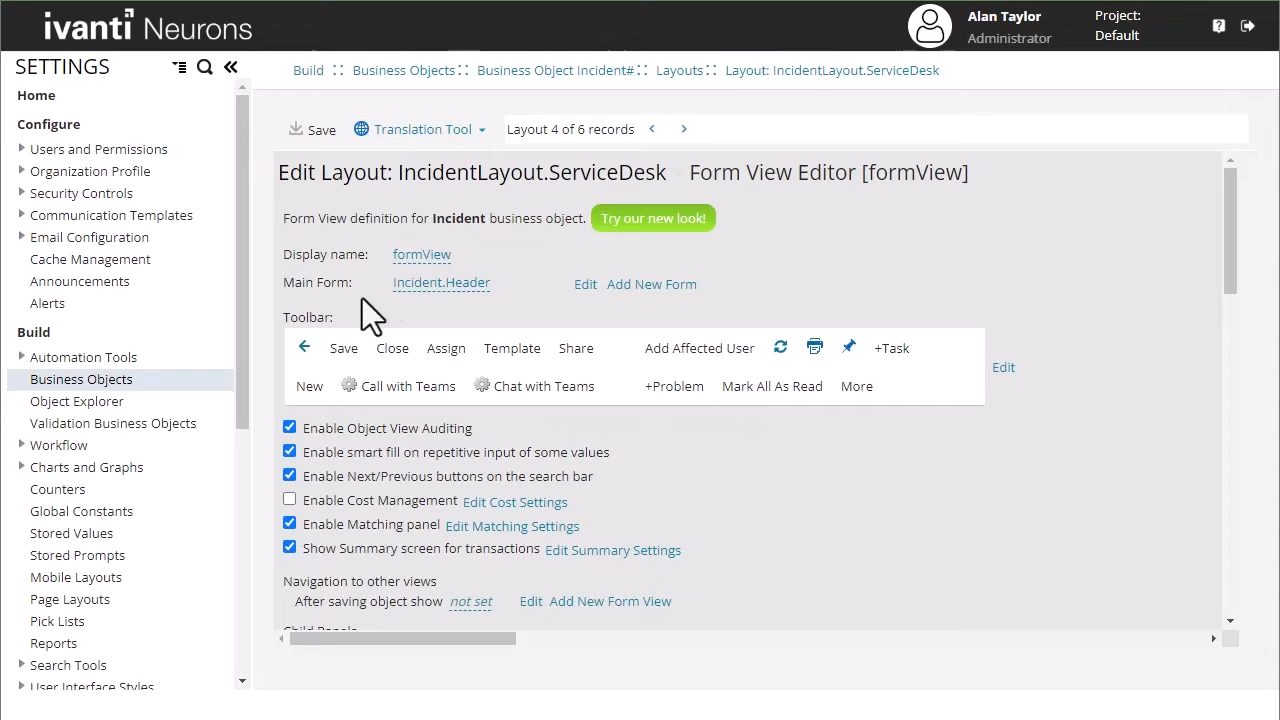 ivanti Neurons
Alan Taylor
Administrator
Project:
Default
SETTINGS
Build :: Business Objects :: Business Object Incident# :: Layouts :: Layout: IncidentLayout.ServiceDesk
Home
Configure
Users and Permissions
Organization Profile
Security Controls
Communication Templates
Email Configuration
Cache Management
Announcements
Alerts
Build
Automation Tools
Business Objects
Object Explorer
Validation Business Objects
Workflow
Charts and Graphs
Counters
Global Constants
Stored Values
Stored Prompts
Mobile Layouts
Page Layouts
Pick Lists
Reports
Search Tools
User Interface Styles
Save Translation Tool Layout 4 of 6 records
Edit Layout: IncidentLayout.ServiceDesk - Form View Editor [formView]
Form View definition for Incident business object. Try our new look!
Display name: formView
Main Form: Incident.Header Edit Add New Form
Toolbar:
Save Close Assign Template Share Add Affected User +Task
Edit
New Call with Teams Chat with Teams +Problem Mark All As Read More
Enable Object View Auditing
Enable smart fill on repetitive input of some values
Enable Next/Previous buttons on the search bar
Enable Cost Management Edit Cost Settings
Enable Matching panel Edit Matching Settings
Show Summary screen for transactions Edit Summary Settings
Navigation to other views
After saving object show not set Edit Add New Form View
Child Panels